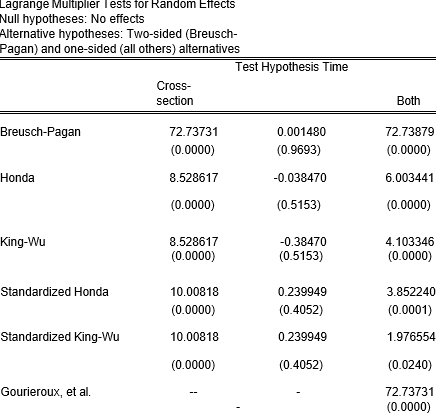 Lagrange Multiplier Tests for Random Effects
Null hypotheses: No effects
Alternative hypotheses: Two-sided (Breusch-
Pagan) and one-sided (all others) alternatives
Test Hypothesis Time
Cross-
section Both
Breusch-Pagan 72.73731 0.001480 72.73879
(0.0000) (0.9693) (0.0000)
Honda 8.528617 -0.038470 6.003441
(0.0000) (0.5153) (0.0000)
King-Wu 8.528617 -0.38470 4.103346
(0.0000) (0.5153) (0.0000)
Standardized Honda 10.00818 0.239949 3.852240
(0.0000) (0.4052) (0.0001)
Standardized King-Wu 10.00818 0.239949 1.976554
(0.0000) (0.4052) (0.0240)
Gourieroux, et al. -- - 72.73731
- (0.0000)